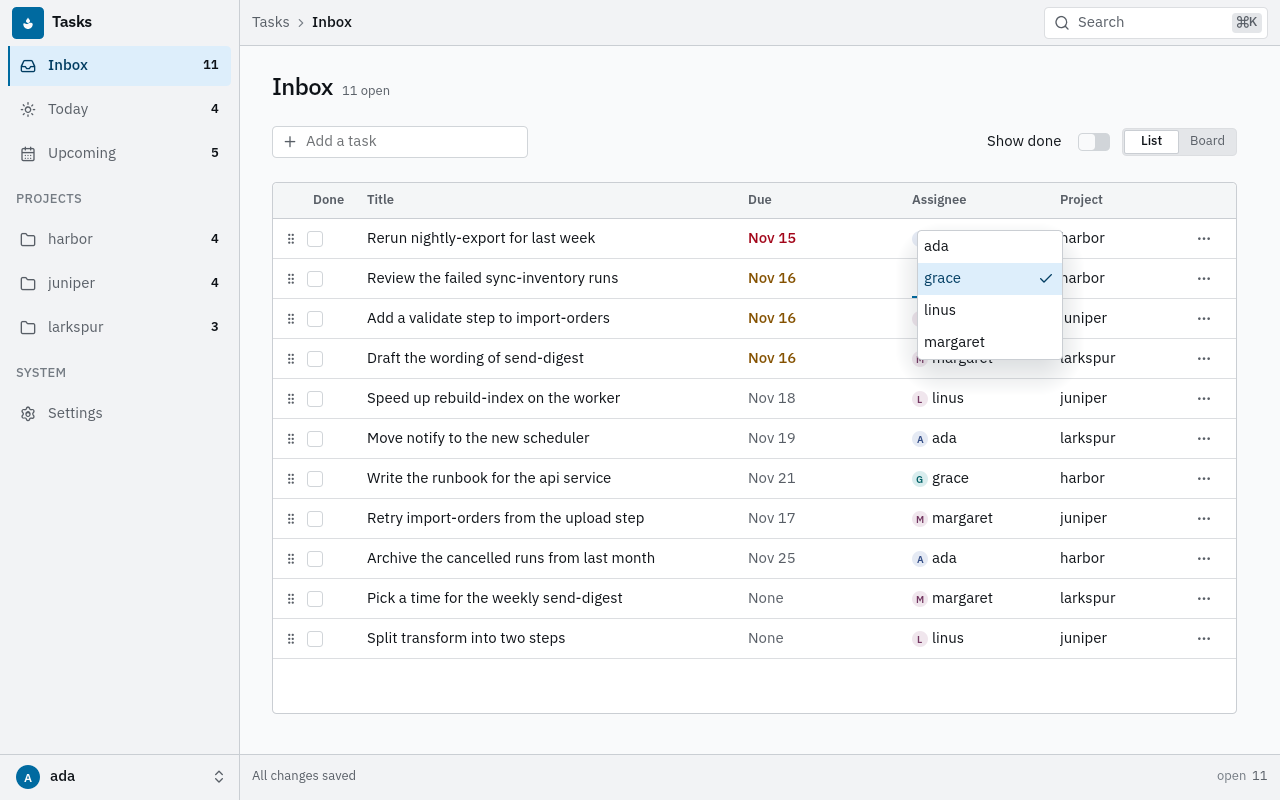 Tasks
Tasks > Inbox
Search ⌘K
Inbox 11
Today 4
Upcoming 5
PROJECTS
harbor 4
juniper 4
larkspur 3
SYSTEM
Settings
Inbox 11 open
Add a task
Show done
List Board
Done Title Due Assignee Project
Rerun nightly-export for last week Nov 15 harbor
Review the failed sync-inventory runs Nov 16 harbor
Add a validate step to import-orders Nov 16 juniper
Draft the wording of send-digest Nov 16 M margaret larkspur
ada
grace
linus
margaret
Speed up rebuild-index on the worker Nov 18 L linus juniper
Move notify to the new scheduler Nov 19 A ada larkspur
Write the runbook for the api service Nov 21 G grace harbor
Retry import-orders from the upload step Nov 17 M margaret juniper
Archive the cancelled runs from last month Nov 25 A ada harbor
Pick a time for the weekly send-digest None M margaret larkspur
Split transform into two steps None L linus juniper
A ada
All changes saved
open 11